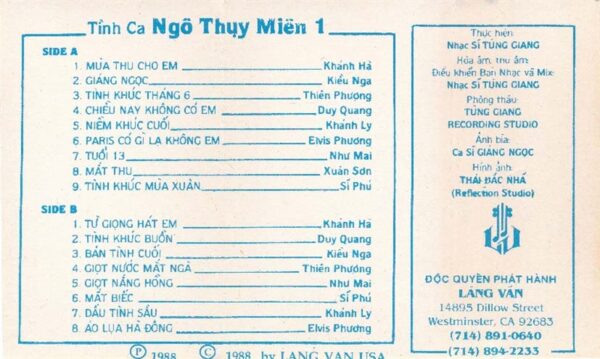 Tình Ca Ngô Thụy Miên 1
SIDE A
1. MÙA THU CHO EM Khánh Hà
2. GIÁNG NGỌC Kiều Nga
3. TÌNH KHÚC THÁNG 6 Thiên Phượng
4. CHIỀU NAY KHÔNG CÓ EM Duy Quang
5. NIỆM KHÚC CUỐI Khánh Ly
6. PARIS CÓ GÌ LẠ KHÔNG EM Elvis Phương
7. TUỔI 13 Như Mai
8. MẮT THU Xuân Sơn
9. TÌNH KHÚC MÙA XUÂN Sĩ Phú
SIDE B
1. TỪ GIỌNG HÁT EM Khánh Hà
2. TÌNH KHÚC BUỒN Duy Quang
3. BẢN TÌNH CUỐI Kiều Nga
4. GIỌT NƯỚC MẮT NGÀ Thiên Phượng
5. GIỌT NẮNG HỒNG Như Mai
6. MẮT BIẾC Sĩ Phú
7. DẤU TÌNH SẦU Khánh Ly
8. ÁO LỤA HÀ ĐÔNG Elvis Phương
Ⓟ 1988 Ⓒ 1988 by LÀNG VĂN USA
Thực hiện:
Nhạc Sĩ TÙNG GIANG
Hòa âm, thu âm:
Điều khiển Ban Nhạc và Mix:
Nhạc Sĩ TÙNG GIANG
Phòng thâu:
TÙNG GIANG
RECORDING STUDIO
Ảnh bìa:
Ca Sĩ GIÁNG NGỌC
Hình ảnh:
THÁI ĐẮC NHÃ
(Reflection Studio)
ĐỘC QUYỀN PHÁT HÀNH
LÀNG VĂN
14895 Dillow Street
Westminster, CA 92683
(714) 891-0640
(714) 894-2233